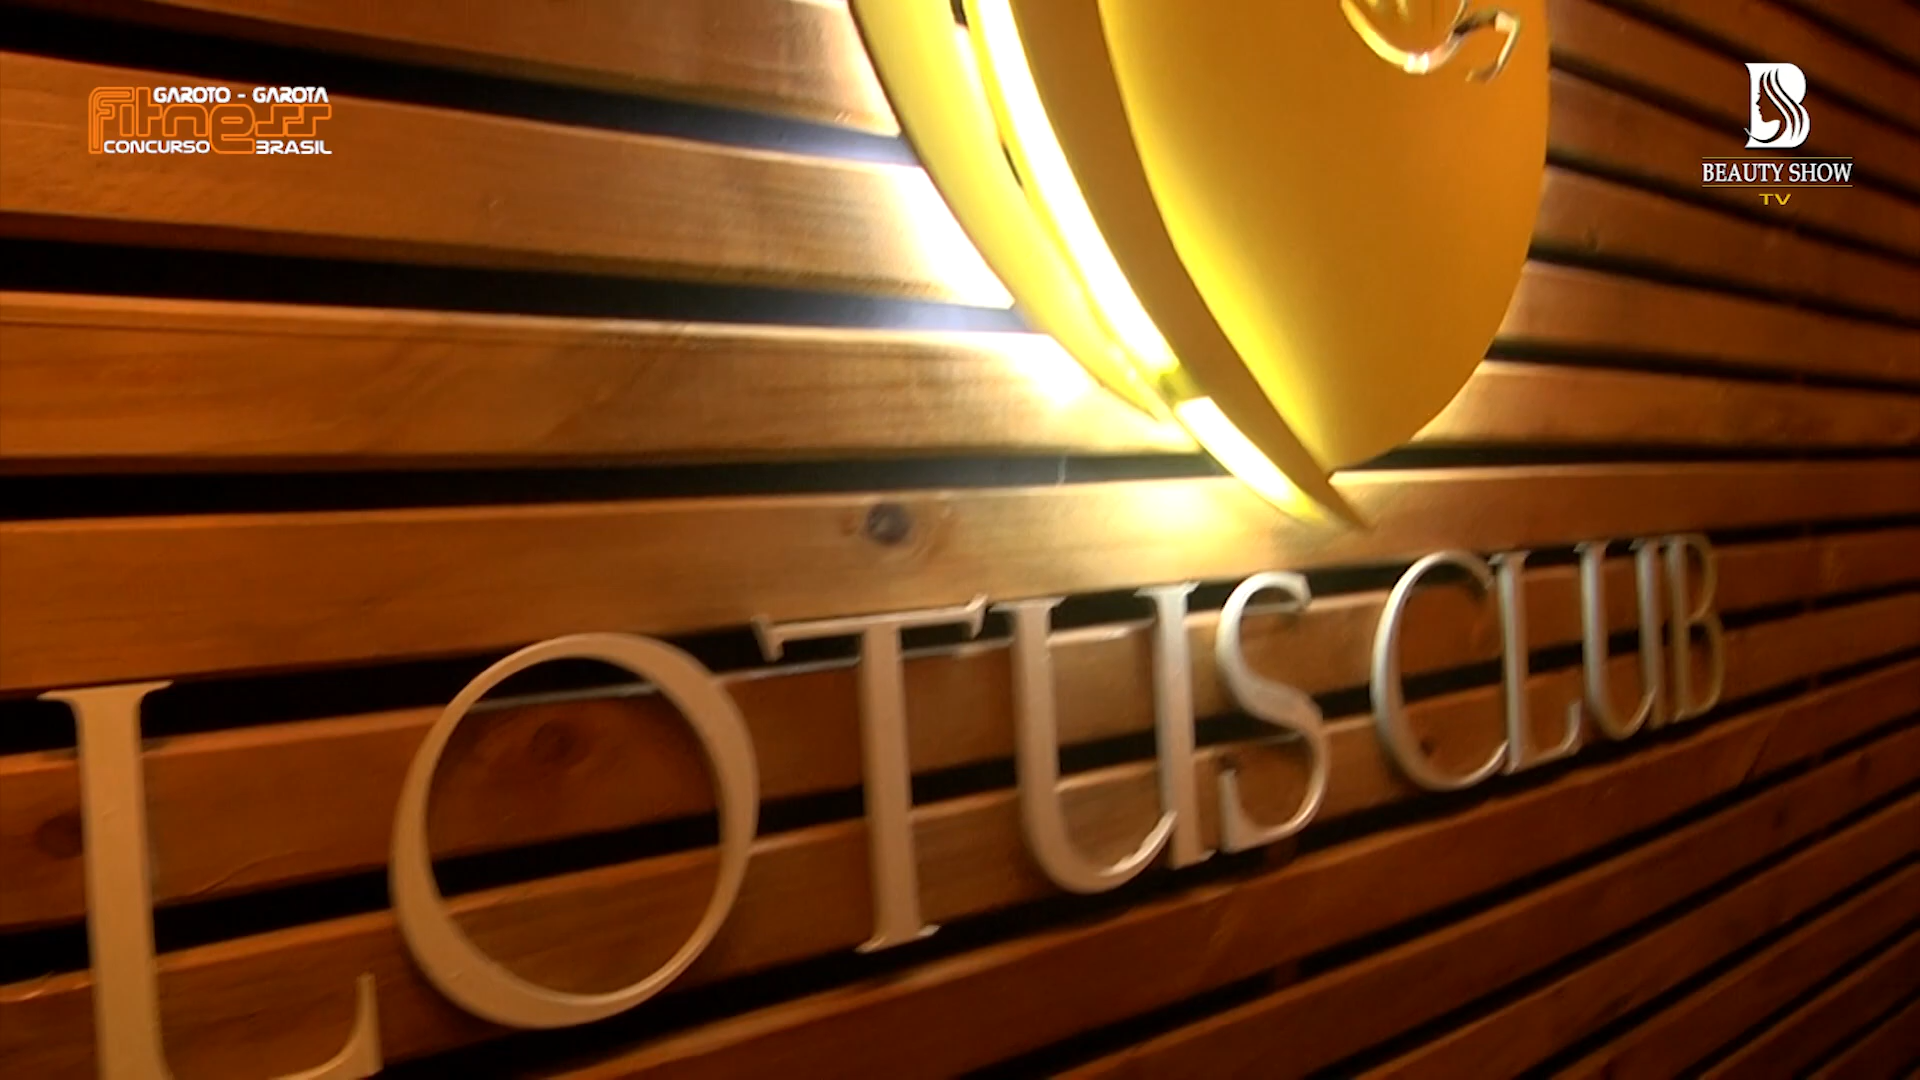 GAROTO - GAROTA
fitness
CONCURSO BRASIL
B
BEAUTY SHOW
TV
LOTUS CLUB